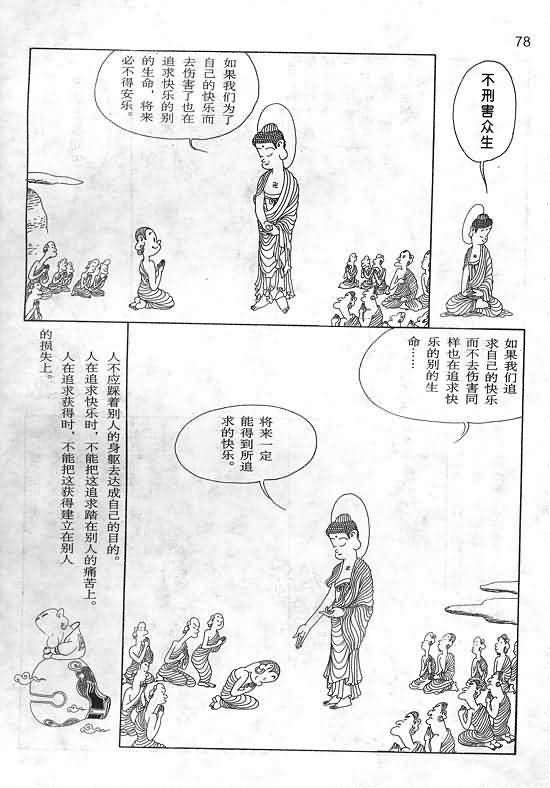 78
不刑害众生
如果我们为了
自己的快乐而
去伤害了也在
追求快乐的别
的生命，将来
必不得安乐。
如果我们追
求自己的快乐
而不去伤害同
样也在追求快
乐的别的生
命……
将来一定
能得到所追
求的快乐。
人不应踩着别人的身躯去达成自己的目的。
人在追求快乐时，不能把这追求踏在别人的痛苦上。
人在追求获得时，不能把这获得建立在别人
的损失上。